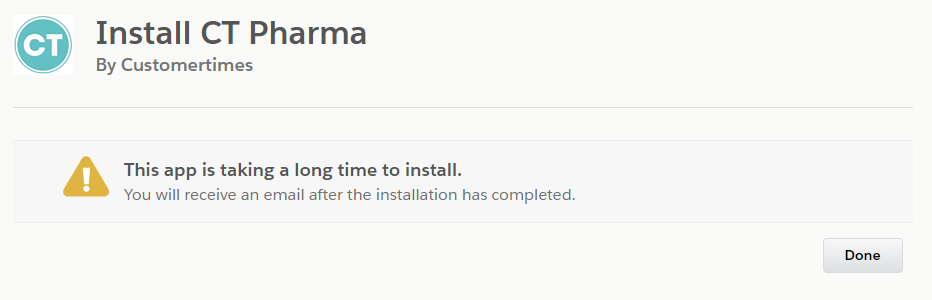 CT
Install CT Pharma
By Customertimes
This app is taking a long time to install.
You will receive an email after the installation has completed.
Done